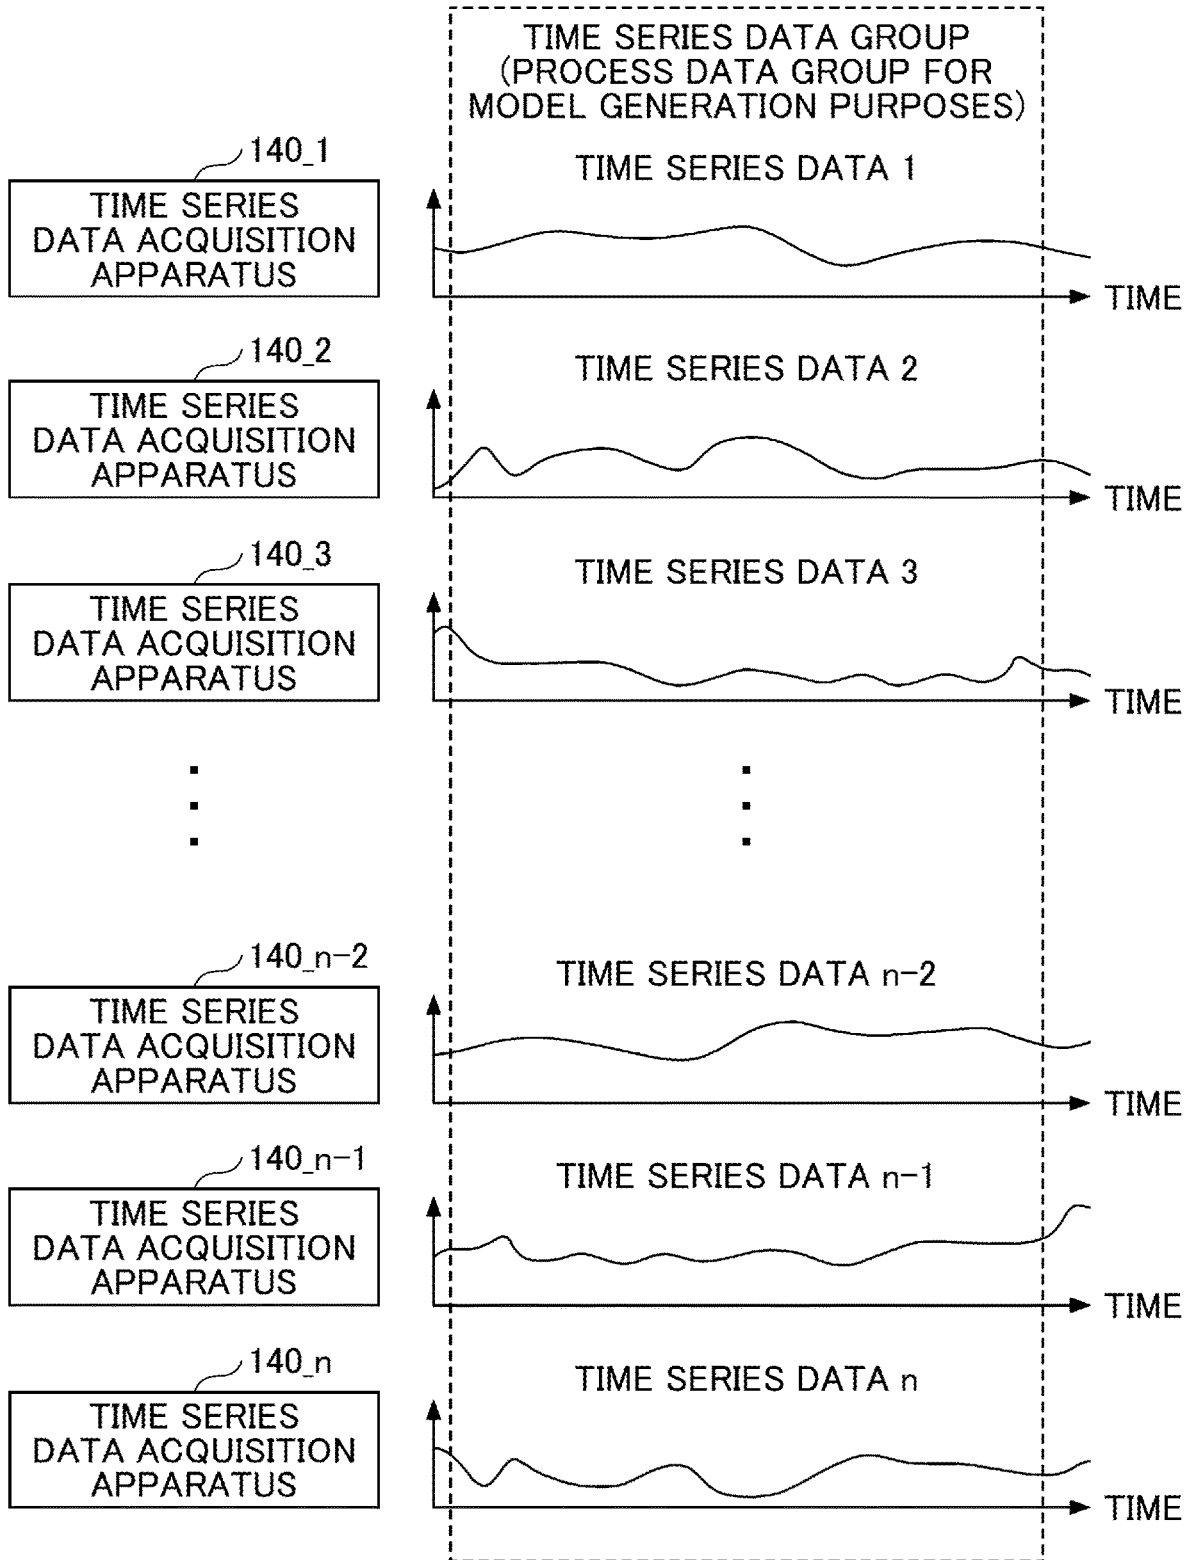 TIME SERIES DATA GROUP
(PROCESS DATA GROUP FOR
MODEL GENERATION PURPOSES)
140_1
TIME SERIES
DATA ACQUISITION
APPARATUS
TIME SERIES DATA 1
TIME
140_2
TIME SERIES
DATA ACQUISITION
APPARATUS
TIME SERIES DATA 2
TIME
140_3
TIME SERIES
DATA ACQUISITION
APPARATUS
TIME SERIES DATA 3
TIME
140_n-2
TIME SERIES
DATA ACQUISITION
APPARATUS
TIME SERIES DATA n-2
TIME
140_n-1
TIME SERIES
DATA ACQUISITION
APPARATUS
TIME SERIES DATA n-1
TIME
140_n
TIME SERIES
DATA ACQUISITION
APPARATUS
TIME SERIES DATA n
TIME